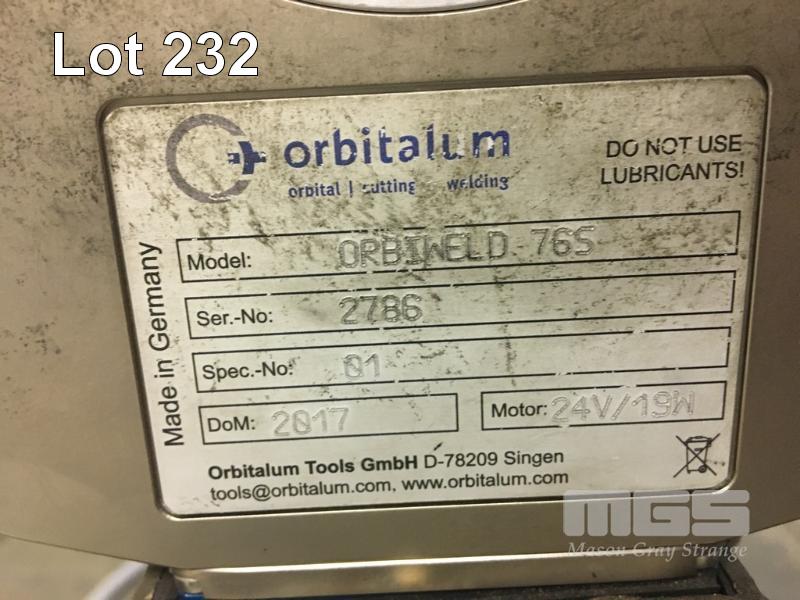 Lot 232
orbitalum
orbital | cutting welding
DO NOT USE
LUBRICANTS!
Made in Germany
Model: ORBIWELD 76S
Ser.-No: 2786
Spec.-No: 01
DoM: 2017
Motor: 24V/19W
Orbitalum Tools GmbH D-78209 Singen
tools@orbitalum.com, www.orbitalum.com
MGS
Mason Gray Strange